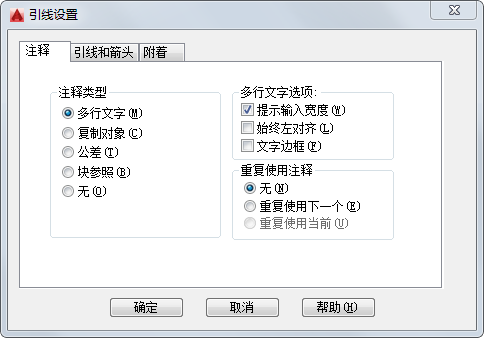 引线设置
注释 引线和箭头 附着
注释类型
多行文字(M)
复制对象(C)
公差(T)
块参照(B)
无(O)
多行文字选项:
提示输入宽度(W)
始终左对齐(L)
文字边框(F)
重复使用注释
无(N)
重复使用下一个(E)
重复使用当前(U)
确定 取消 帮助(H)